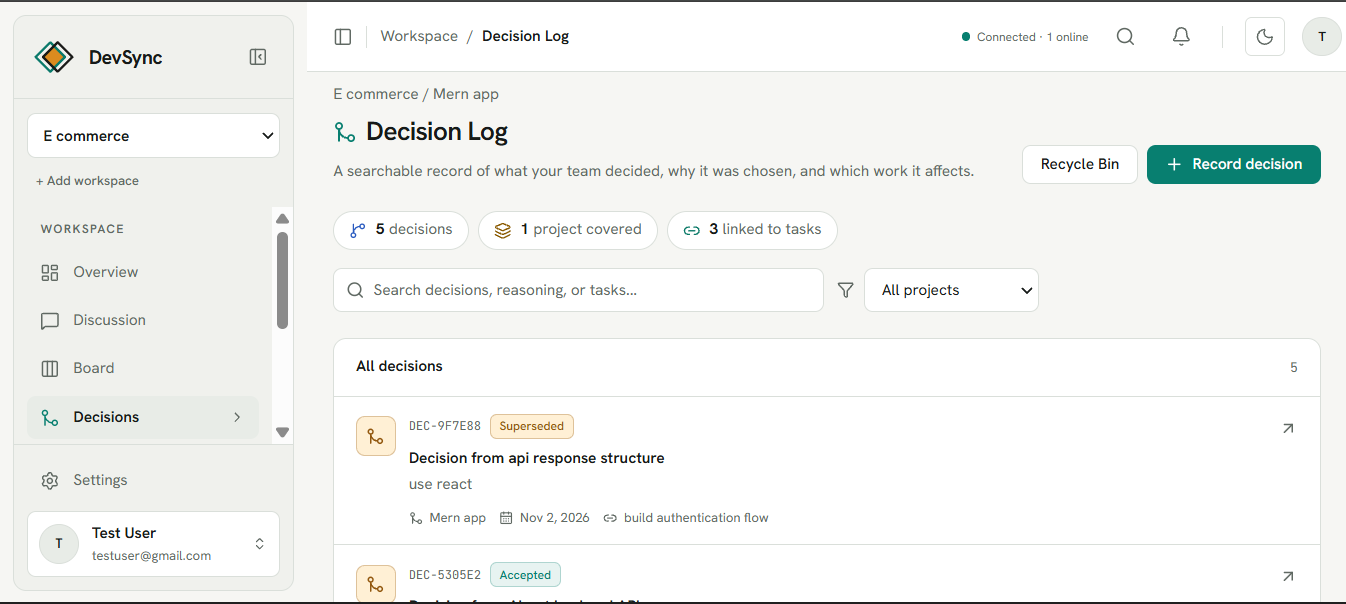 DevSync
E commerce
+ Add workspace
WORKSPACE
Overview
Discussion
Board
Decisions
Settings
T
Test User
testuser@gmail.com
Workspace / Decision Log
Connected · 1 online
T
E commerce / Mern app
Decision Log
A searchable record of what your team decided, why it was chosen, and which work it affects.
Recycle Bin
+ Record decision
5 decisions
1 project covered
3 linked to tasks
Search decisions, reasoning, or tasks...
All projects
All decisions
5
DEC-9F7E88 Superseded
Decision from api response structure
use react
Mern app Nov 2, 2026 build authentication flow
DEC-5305E2 Accepted